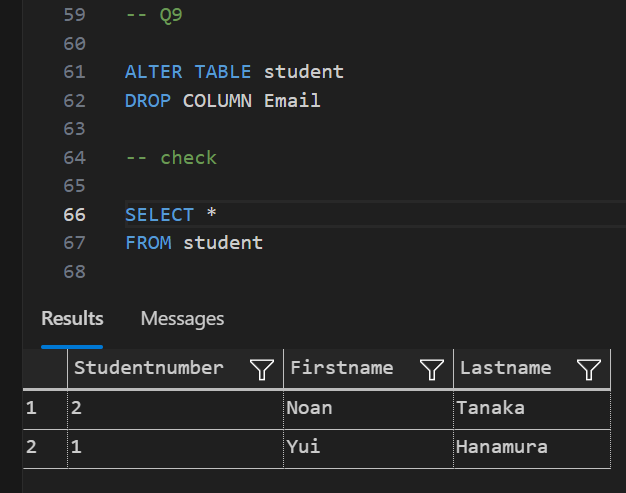 59 -- Q9
60
61 ALTER TABLE student
62 DROP COLUMN Email
63
64 -- check
65
66 SELECT *
67 FROM student
68
Results Messages
Studentnumber Firstname Lastname
1 2 Noan Tanaka
2 1 Yui Hanamura